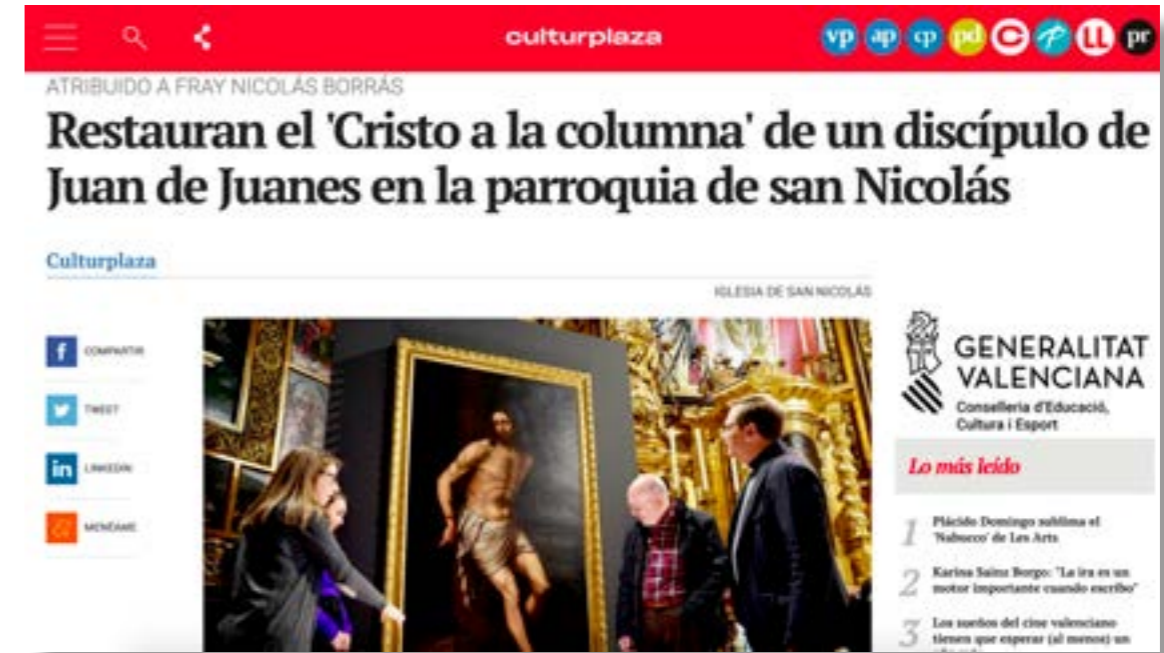 culturplaza
vp ap cp pd C LL pr
ATRIBUIDO A FRAY NICOLÁS BORRÁS
Restauran el 'Cristo a la columna' de un discípulo de
Juan de Juanes en la parroquia de san Nicolás
Culturplaza
IGLESIA DE SAN NICOLÁS
f COMPARTIR
TWEET
in LINKEDIN
MENÉAME
GENERALITAT
VALENCIANA
Conselleria d'Educació,
Cultura i Esport
Lo más leído
1 Plácido Domingo sublima el
'Nabucco' de Les Arts
2 Karina Sainz Borgo: "La ira es un
motor importante cuando escribo"
3 Los sueños del cine valenciano
tienen que esperar (al menos) un